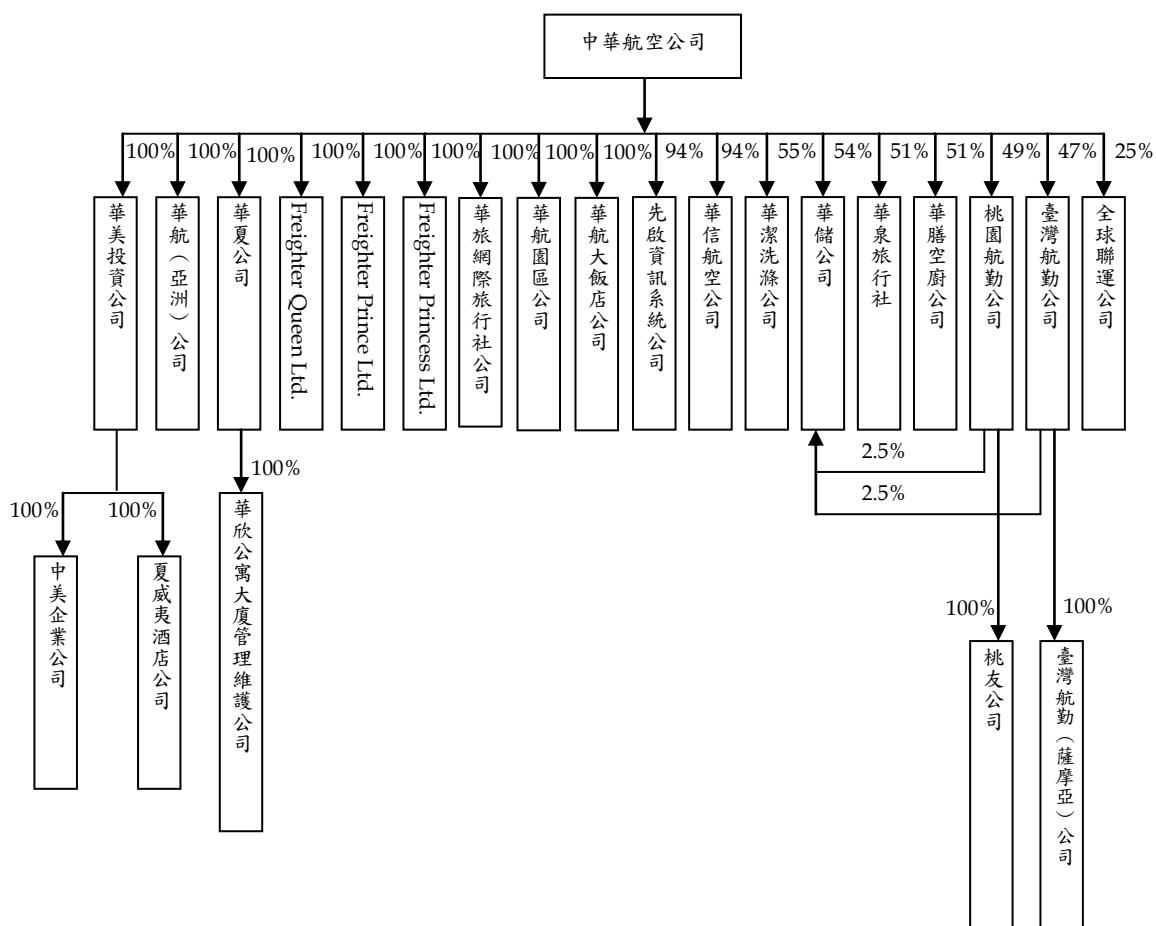 中華航空公司
100%
100%
100%
100%
100%
100%
100%
100%
100%
94%
94%
55%
54%
51%
51%
49%
47%
25%
華美投資公司
華航（亞洲）公司
華夏公司
Freighter Queen Ltd.
Freighter Prince Ltd.
Freighter Princess Ltd.
華旅網際旅行社公司
華航園區公司
華航大飯店公司
先啟資訊系統公司
華信航空公司
華潔洗滌公司
華儲公司
華泉旅行社
華膳空廚公司
桃園航勤公司
臺灣航勤公司
全球聯運公司
2.5%
2.5%
100%
100%
100%
中美企業公司
夏威夷酒店公司
華欣公寓大廈管理維護公司
100%
100%
桃友公司
臺灣航勤（薩摩亞）公司